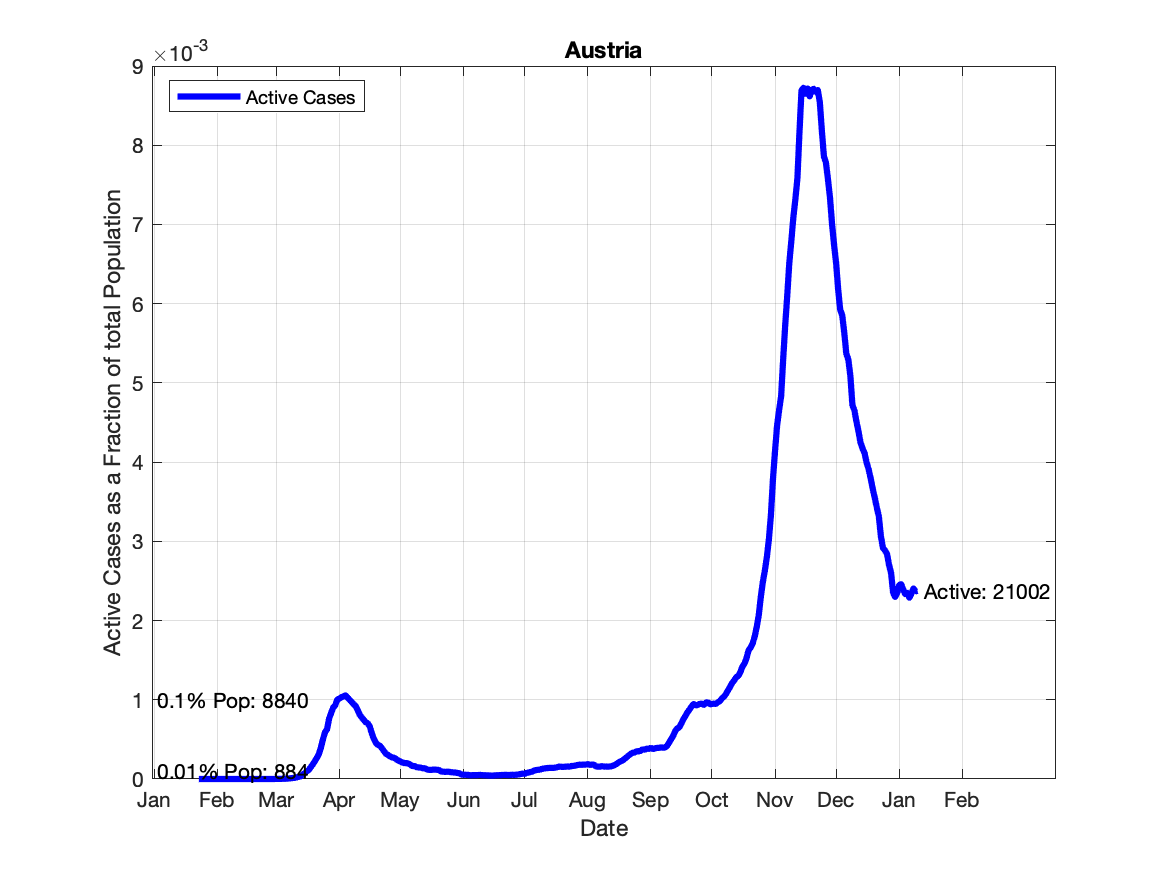 Austria
×10-3
9
8
7
6
5
4
3
2
1
0
Active Cases as a Fraction of total Population
Active Cases
Active: 21002
0.1% Pop: 8840
0.01% Pop: 884
Jan Feb Mar Apr May Jun Jul Aug Sep Oct Nov Dec Jan Feb
Date